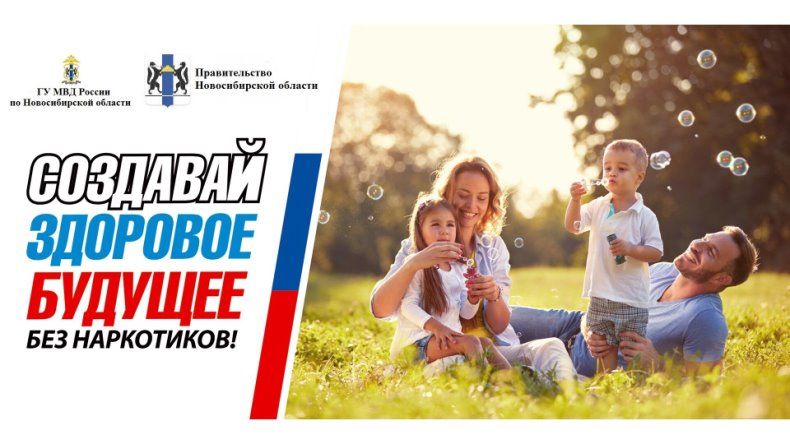 ГУ МВД России
по Новосибирской области
Правительство
Новосибирской области
СОЗДАВАЙ
ЗДОРОВОЕ
БУДУЩЕЕ
БЕЗ НАРКОТИКОВ!